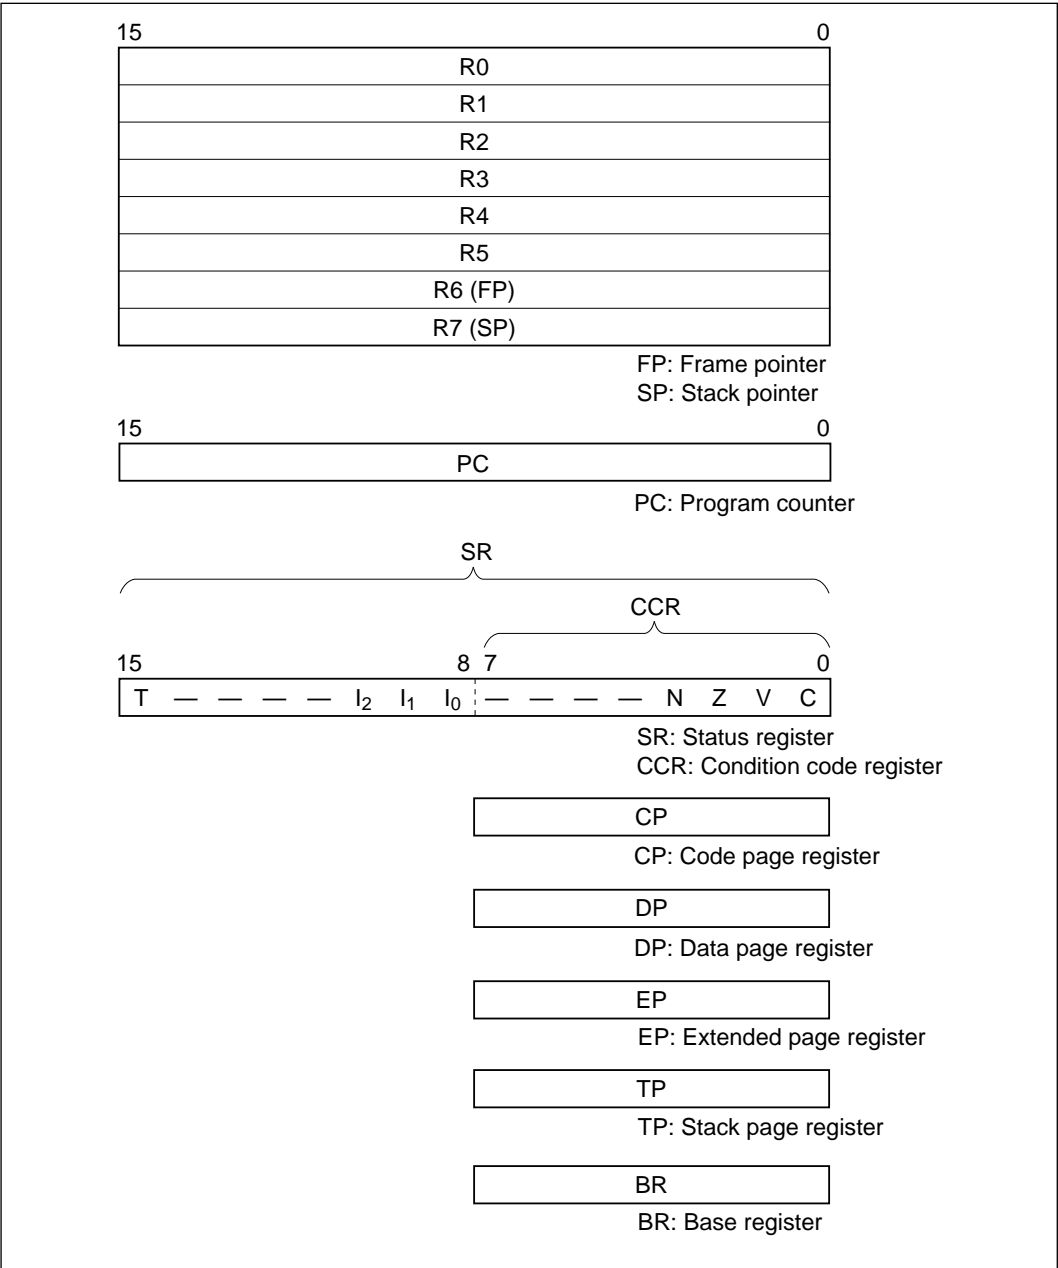 15 0
R0
R1
R2
R3
R4
R5
R6 (FP)
R7 (SP)
FP: Frame pointer
SP: Stack pointer
15 0
PC
PC: Program counter
SR
CCR
15 8 7 0
T — — — — I2 I1 I0 — — — — N Z V C
SR: Status register
CCR: Condition code register
CP
CP: Code page register
DP
DP: Data page register
EP
EP: Extended page register
TP
TP: Stack page register
BR
BR: Base register